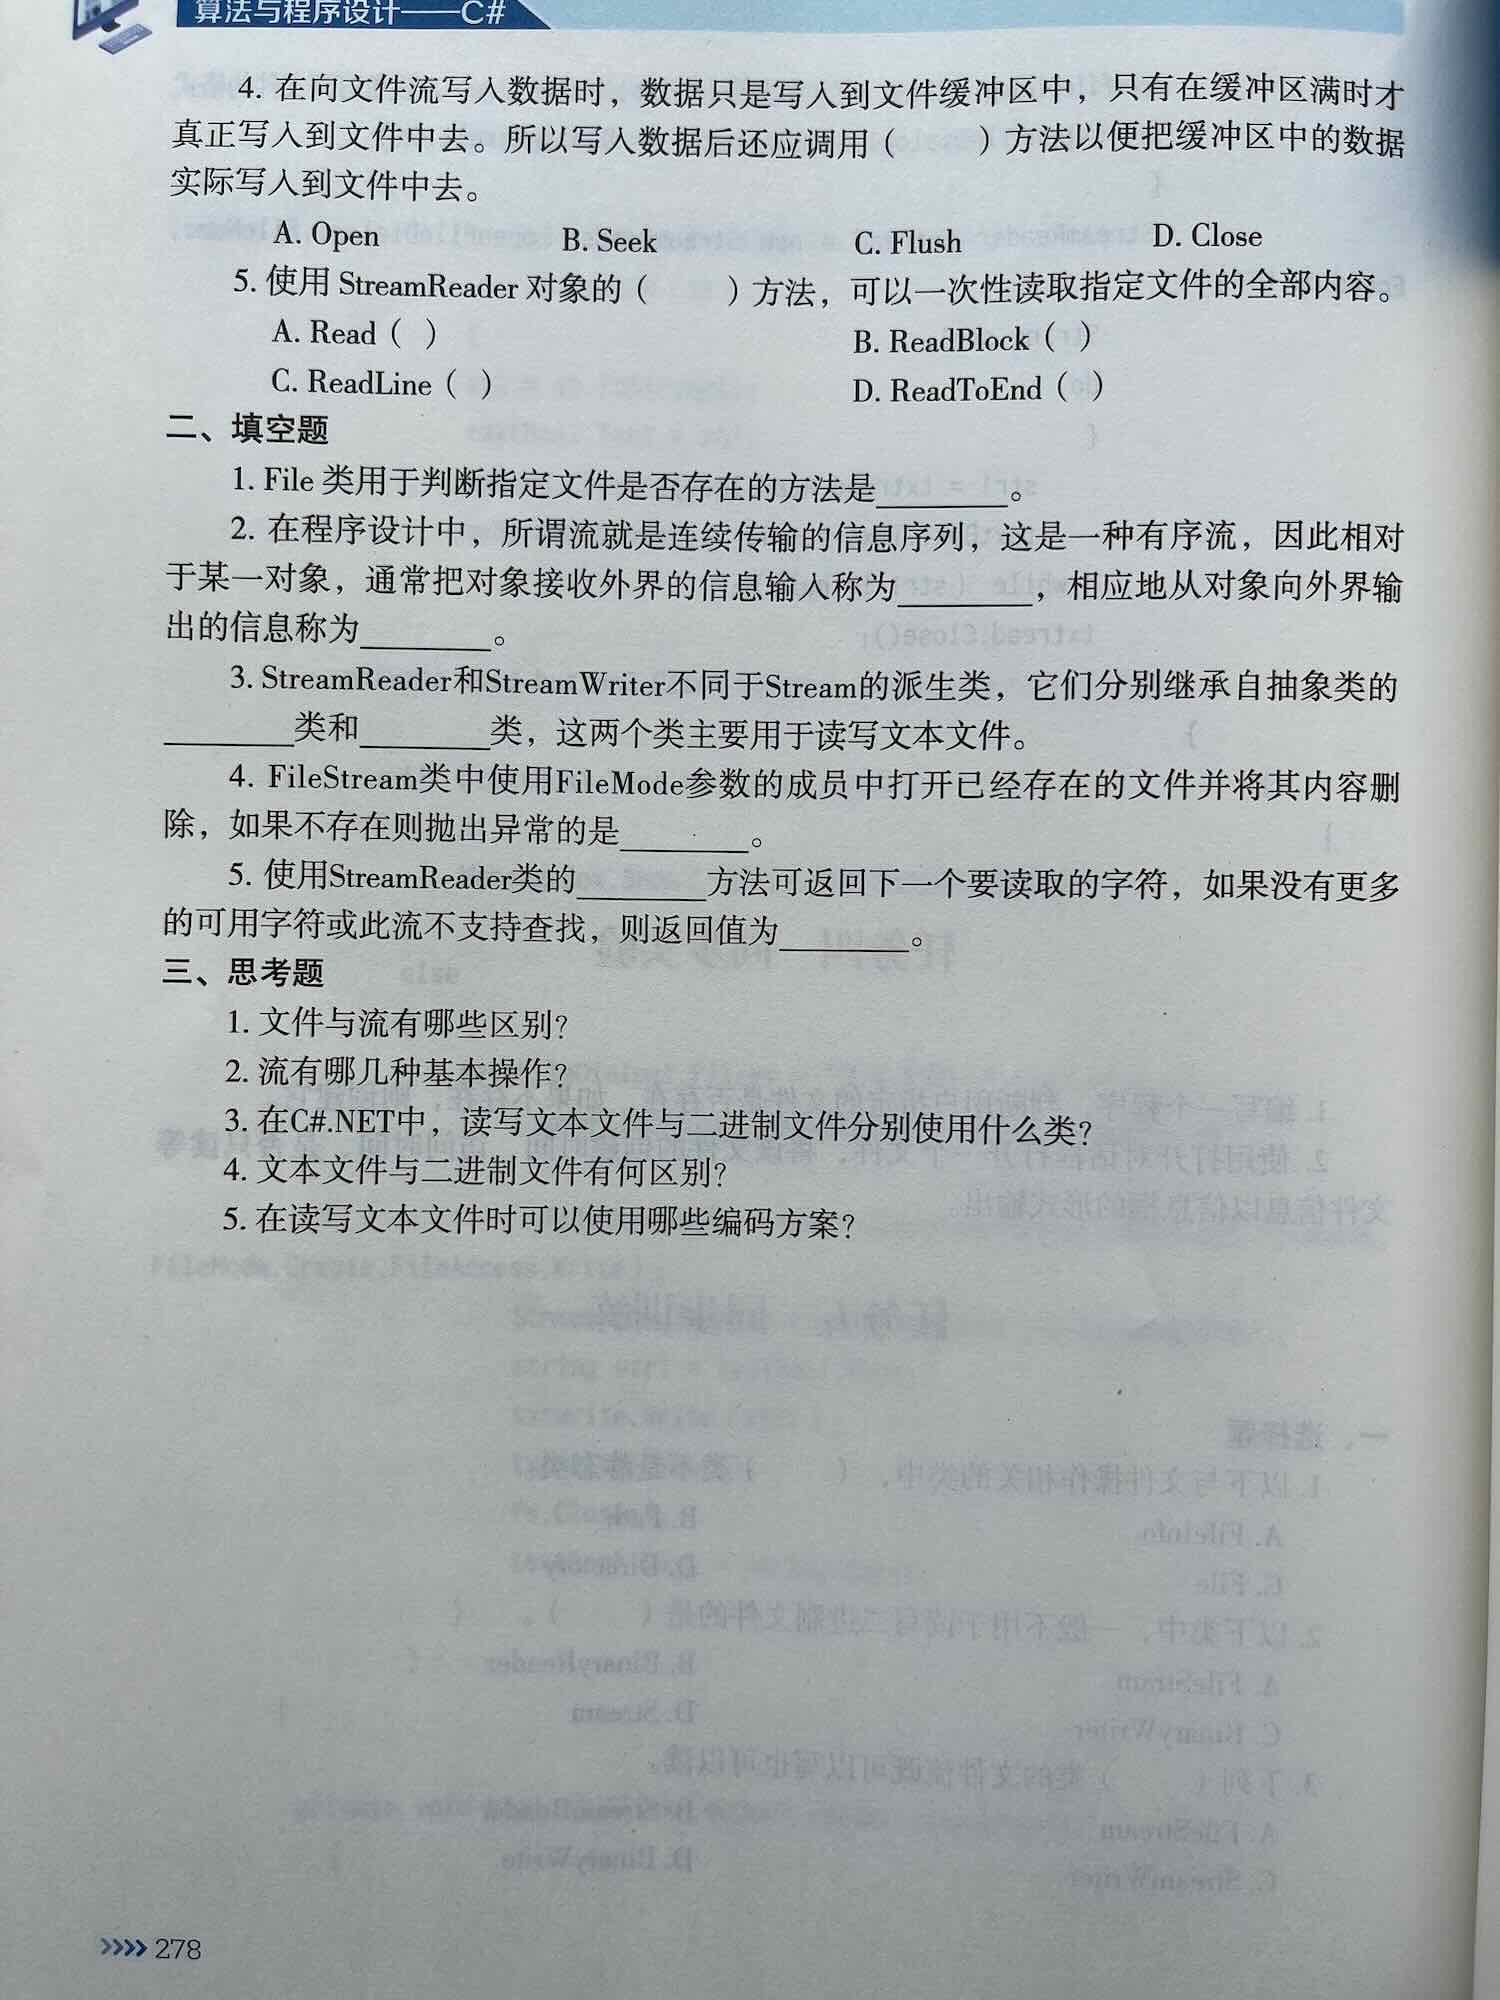 算法与程序设计——C#
4. 在向文件流写入数据时，数据只是写入到文件缓冲区中，只有在缓冲区满时才
真正写入到文件中去。所以写入数据后还应调用（　　）方法以便把缓冲区中的数据
实际写入到文件中去。
A. Open B. Seek C. Flush D. Close
5. 使用 StreamReader 对象的（　　）方法，可以一次性读取指定文件的全部内容。
A. Read（ ） B. ReadBlock（ ）
C. ReadLine（ ） D. ReadToEnd（ ）
二、填空题
1. File 类用于判断指定文件是否存在的方法是________。
2. 在程序设计中，所谓流就是连续传输的信息序列，这是一种有序流，因此相对
于某一对象，通常把对象接收外界的信息输入称为________，相应地从对象向外界输
出的信息称为________。
3. StreamReader和StreamWriter不同于Stream的派生类，它们分别继承自抽象类的
________类和________类，这两个类主要用于读写文本文件。
4. FileStream类中使用FileMode参数的成员中打开已经存在的文件并将其内容删
除，如果不存在则抛出异常的是________。
5. 使用StreamReader类的________方法可返回下一个要读取的字符，如果没有更多
的可用字符或此流不支持查找，则返回值为________。
三、思考题
1. 文件与流有哪些区别？
2. 流有哪几种基本操作？
3. 在C#.NET中，读写文本文件与二进制文件分别使用什么类？
4. 文本文件与二进制文件有何区别？
5. 在读写文本文件时可以使用哪些编码方案？
278